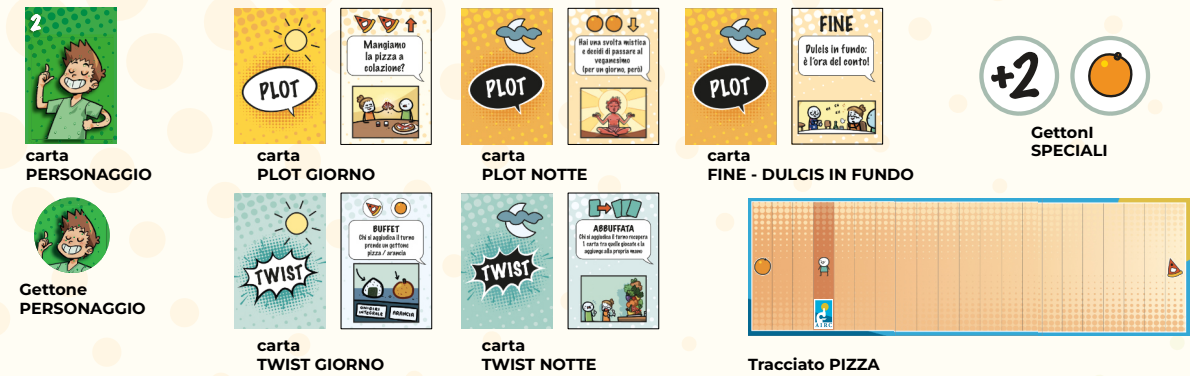 2
carta
PERSONAGGIO
PLOT
Mangiamo
la pizza a
colazione?
carta
PLOT GIORNO
PLOT
Hai una svolta mistica
e decidi di passare al
veganesimo
(per un giorno, però)
carta
PLOT NOTTE
PLOT
FINE
Dulcis in fundo:
è l'ora del conto!
carta
FINE - DULCIS IN FUNDO
+2
GettonI
SPECIALI
Gettone
PERSONAGGIO
TWIST
BUFFET
Chi si aggiudica il turno
prende un gettone
pizza / arancia
ONIGIRI
INTEGRALE
ARANCIA
carta
TWIST GIORNO
TWIST
ABBUFFATA
Chi si aggiudica il turno recupera
1 carta tra quelle giocate e la
aggiunge alla propria mano
carta
TWIST NOTTE
AIRC
Tracciato PIZZA